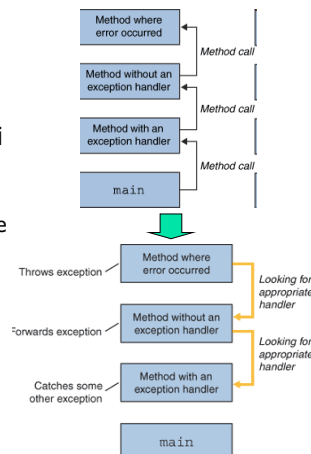 Method where
error occurred
Method call
Method without an
exception handler
Method call
Method with an
exception handler
i
Method call
main
e
Method where
error occurred
Throws exception
Looking for
appropriate
handler
Method without an
exception handler
Forwards exception
Looking for
appropriate
handler
Method with an
exception handler
Catches some
other exception
main